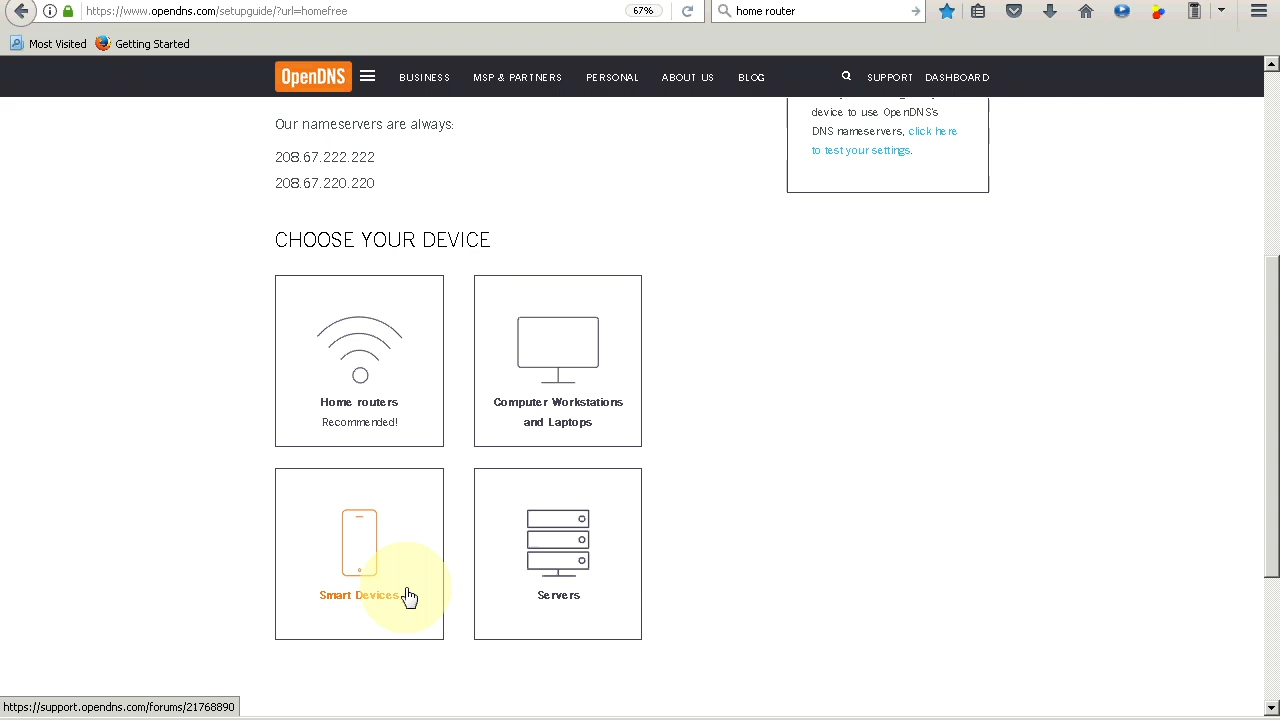 https://www.opendns.com/setupguide/?url=homefree
67%
home router
Most Visited
Getting Started
OpenDNS
BUSINESS
MSP & PARTNERS
PERSONAL
ABOUT US
BLOG
SUPPORT
DASHBOARD
device to use OpenDNS's
DNS nameservers, click here
to test your settings.
Our nameservers are always:
208.67.222.222
208.67.220.220
CHOOSE YOUR DEVICE
Home routers
Recommended!
Computer Workstations
and Laptops
Smart Devices
Servers
https://support.opendns.com/forums/21768890